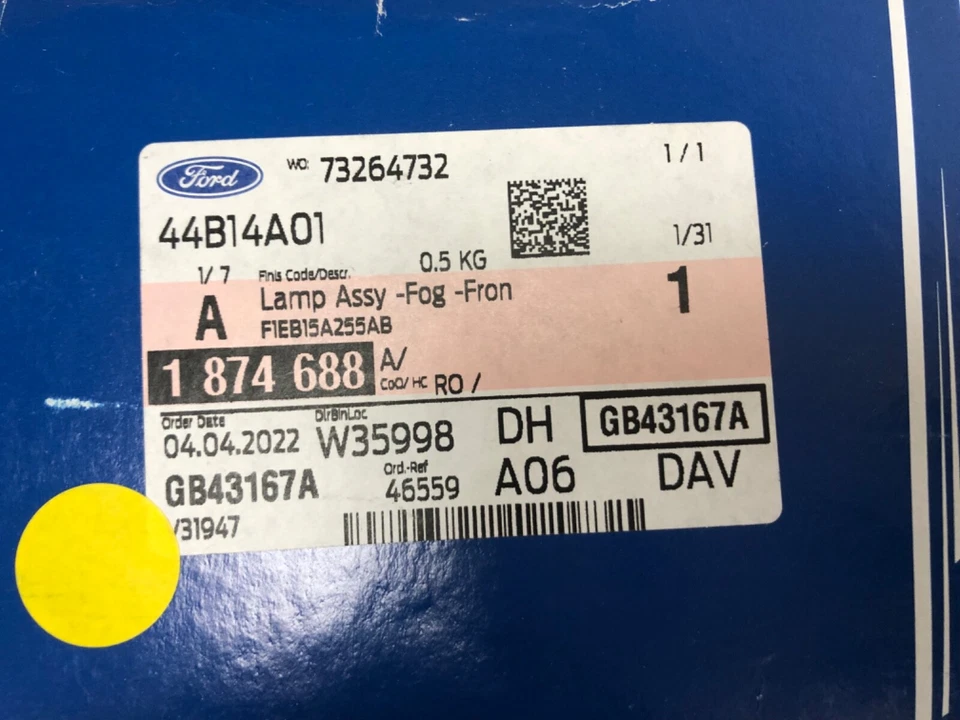 Ford WO: 73264732 1/1
44B14A01 1/31
1/7 Finis Code/Descr. 0.5 KG
A Lamp Assy -Fog -Fron 1
F1EB15A255AB
1 874 688 A/
CoO/ HC RO /
Order Date DlrBinLoc
04.04.2022 W35998 DH GB43167A
GB43167A Ord.-Ref 46559 A06 DAV
/31947